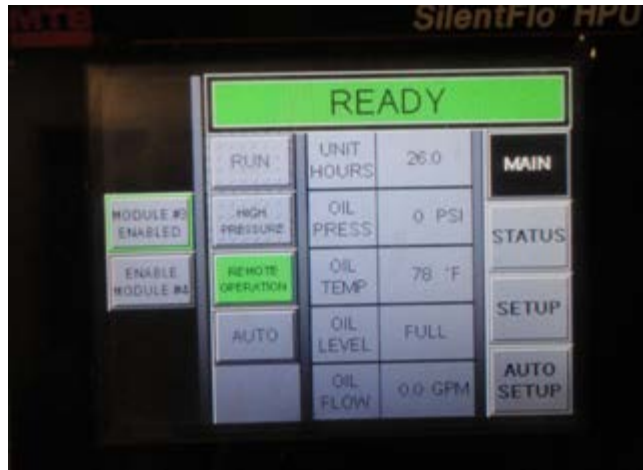 MTS
SilentFlo™ HPU
READY
RUN
UNIT
HOURS
26.0
MAIN
MODULE #3
ENABLED
HIGH
PRESSURE
OIL
PRESS
0 PSI
STATUS
ENABLE
MODULE #4
REMOTE
OPERATION
OIL
TEMP
78 °F
SETUP
AUTO
OIL
LEVEL
FULL
AUTO
SETUP
OIL
FLOW
0.0 GPM